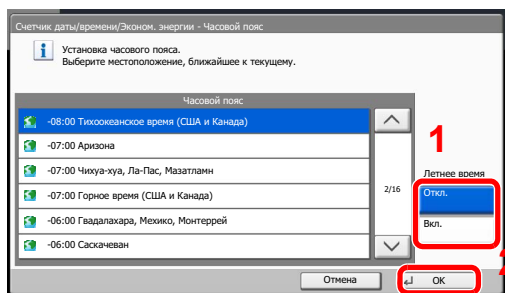 Счетчик даты/времени/Эконом. энергии - Часовой пояс
Установка часового пояса.
Выберите местоположение, ближайшее к текущему.
Часовой пояс
-08:00 Тихоокеанское время (США и Канада)
-07:00 Аризона
-07:00 Чихуа-хуа, Ла-Пас, Мазатламн
-07:00 Горное время (США и Канада)
-06:00 Гвадалахара, Мехико, Монтеррей
-06:00 Саскачеван
2/16
1
Летнее время
Откл.
Вкл.
2
Отмена
OK